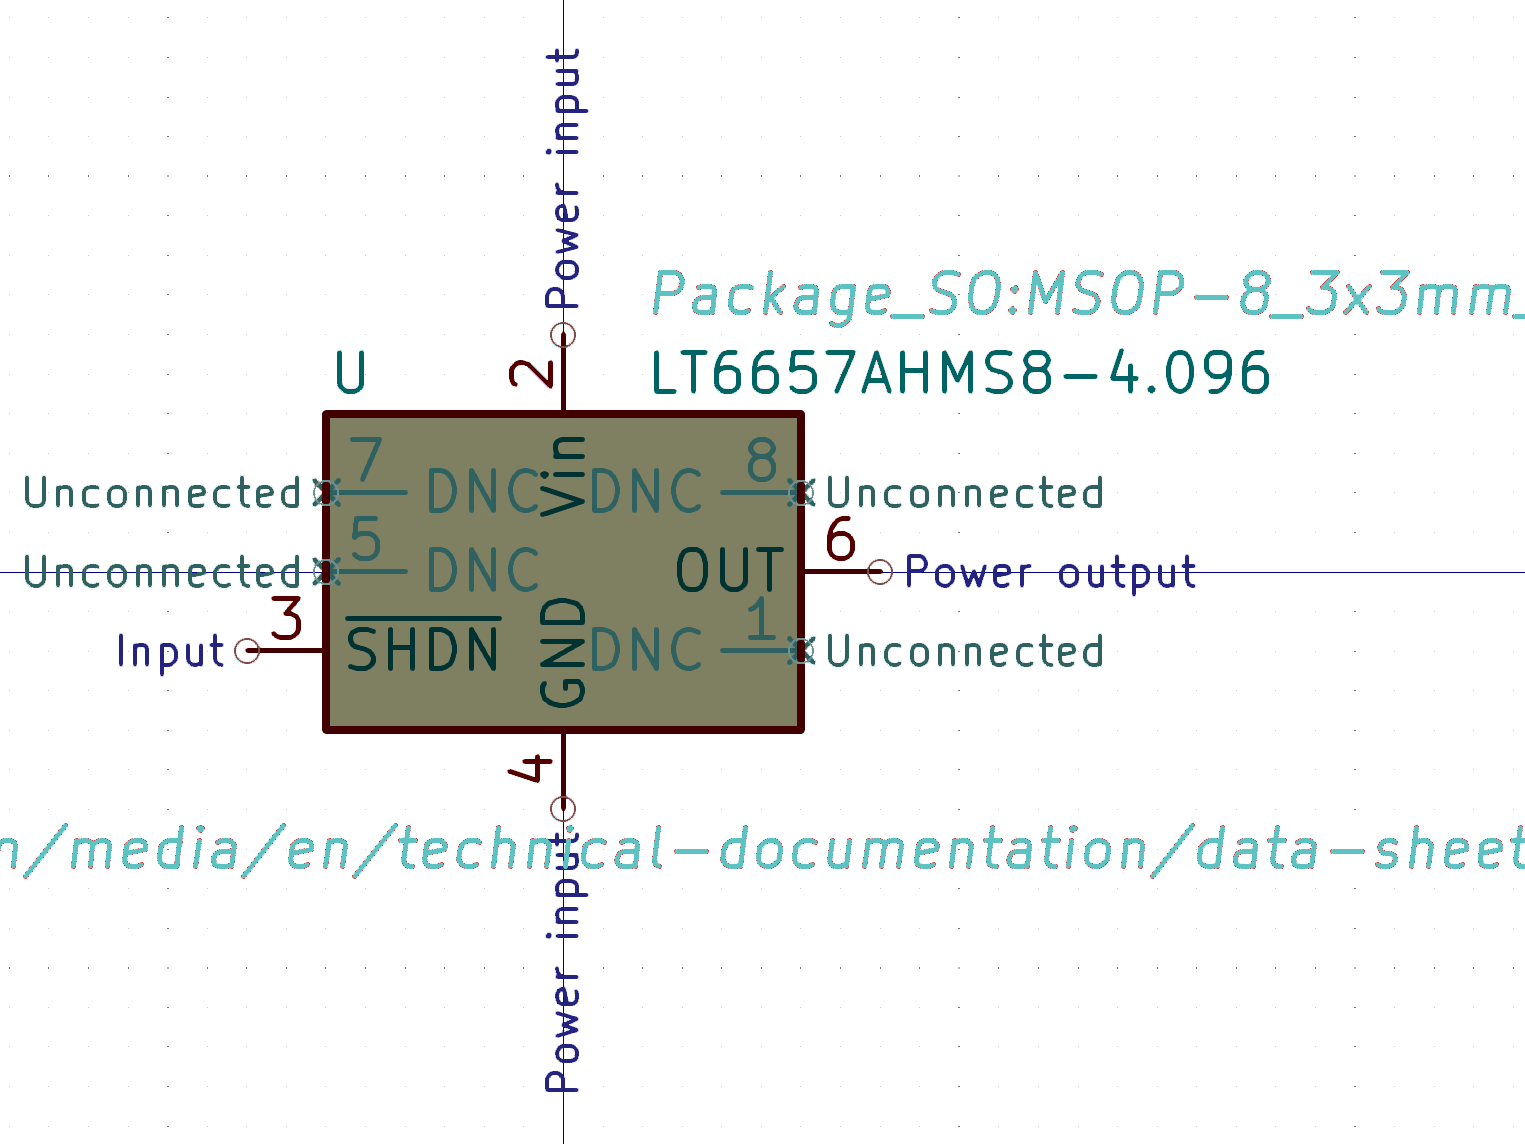 Power input
Package_SO:MSOP-8_3x3mm_
U
2
LT6657AHMS8-4.096
7
Vin
8
Unconnected
DNC
DNC
Unconnected
5
6
Unconnected
DNC
OUT
Power output
3
1
Input
SHDN
GND
DNC
Unconnected
4
n/media/en/technical-documentation/data-sheet
Power input